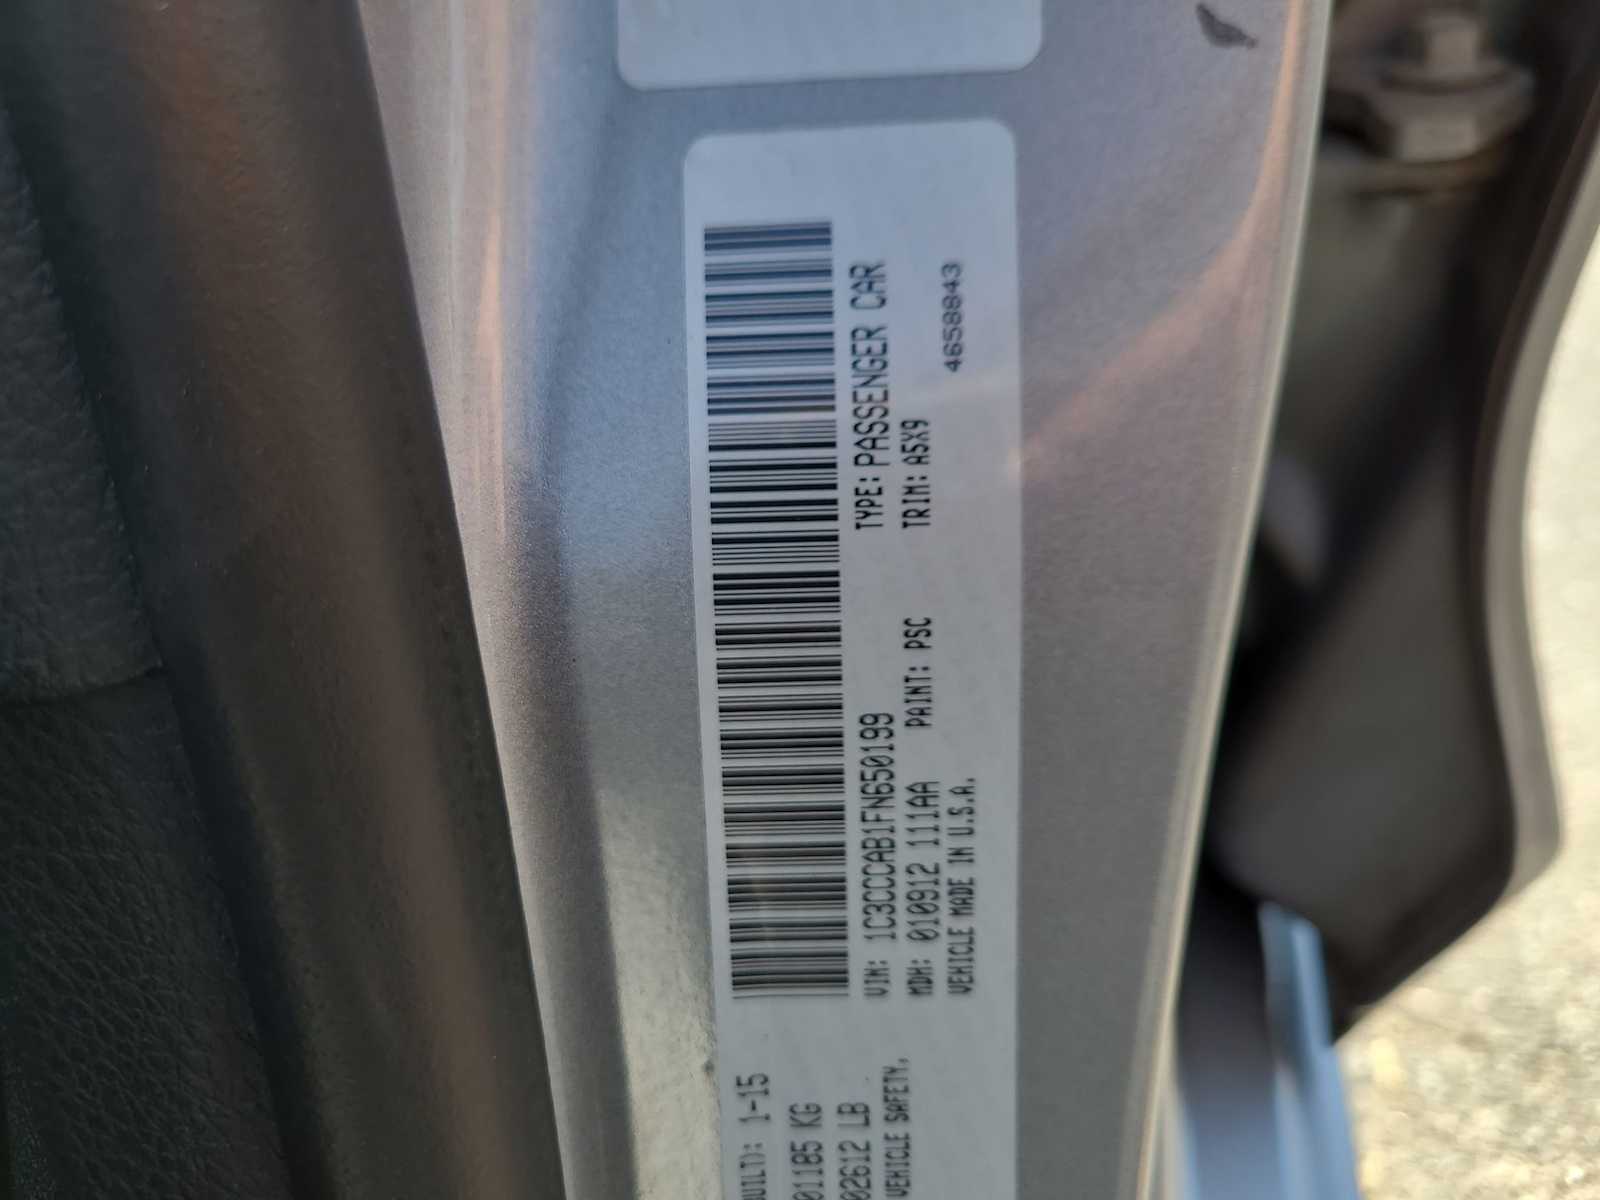 UILT): 1-15
01185 KG
02612 LB
VEHICLE SAFETY,
VIN: 1C3CCCAB1FN650199 TYPE: PASSENGER CAR
MDH: 010912 111AA PAINT: PSC TRIM: A5X9
VEHICLE MADE IN U.S.A. 4658843